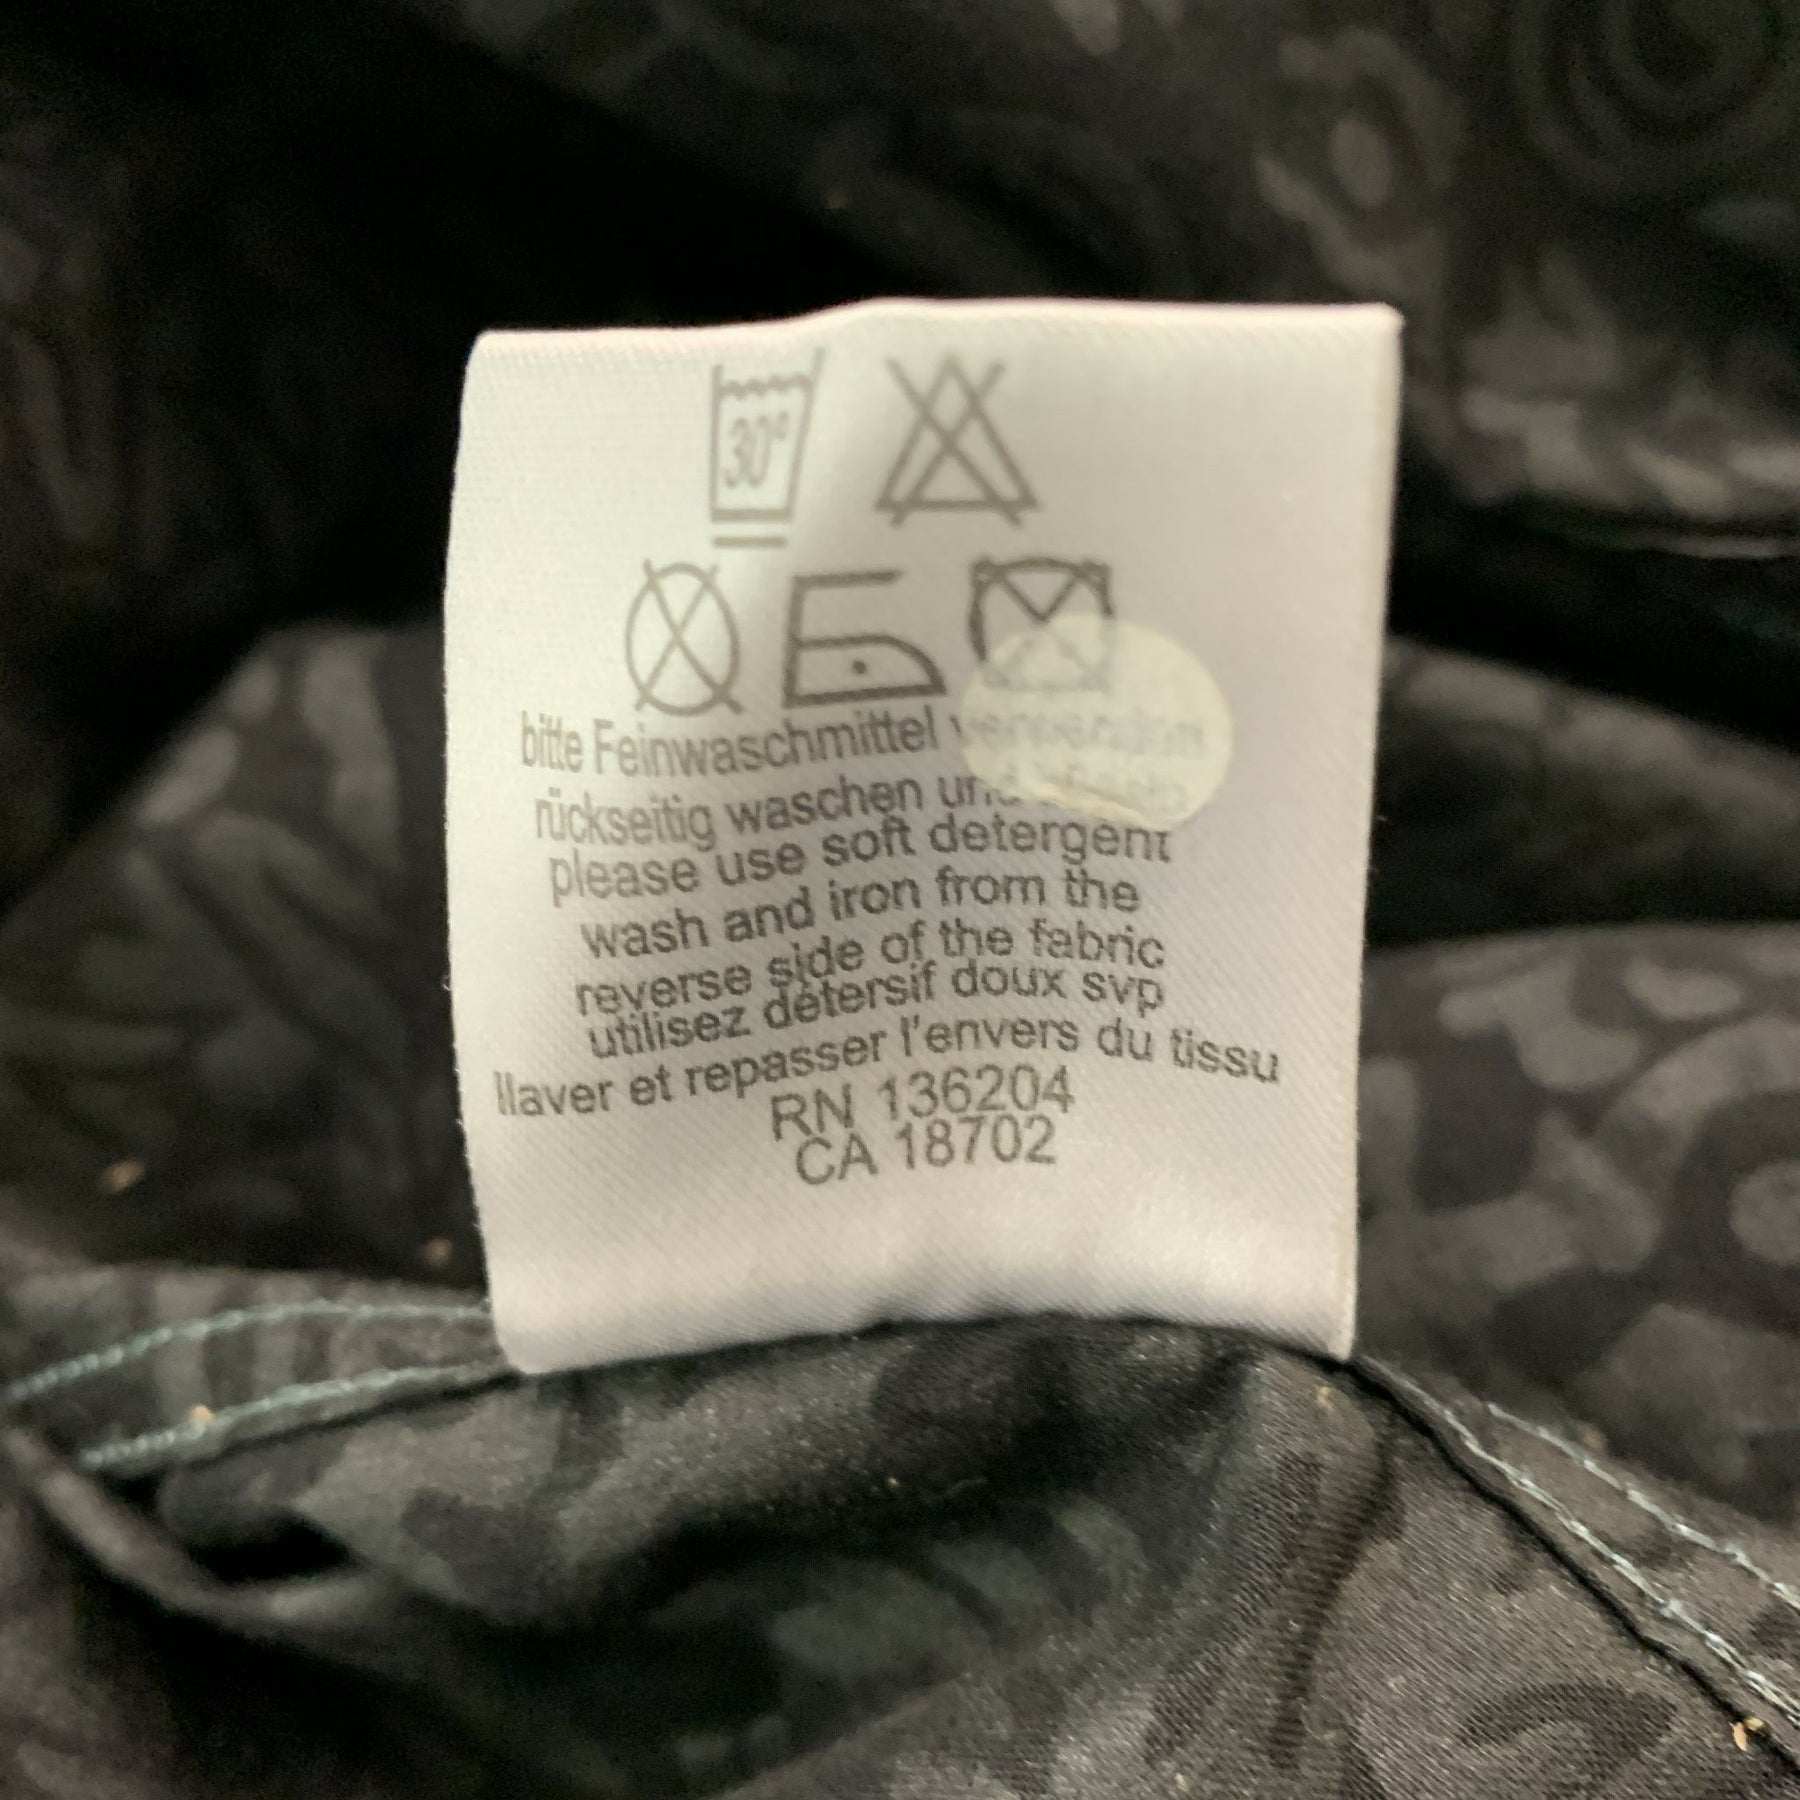 30°
bitte Feinwaschmittel verwenden
rückseitig waschen und
please use soft detergent
wash and iron from the
reverse side of the fabric
utilisez détersif doux svp
llaver et repasser l'envers du tissu
RN 136204
CA 18702